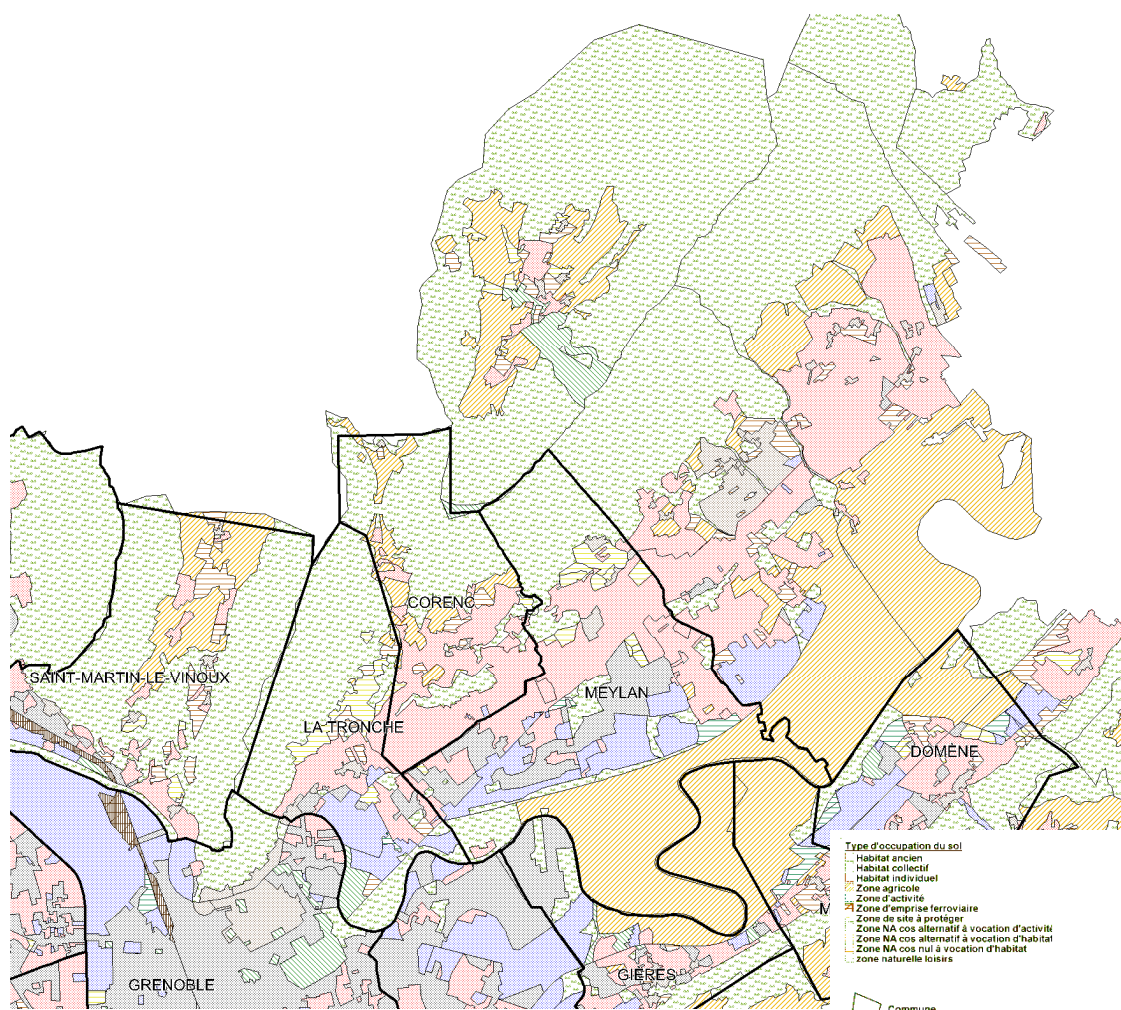 CORENC
SAINT-MARTIN-LE-VINOUX
MEYLAN
LA TRONCHE
DOMÈNE
GRENOBLE
GIÈRES
M
Type d'occupation du sol
Habitat ancien
Habitat collectif
Habitat individuel
Zone agricole
Zone d'activité
Zone d'emprise ferroviaire
Zone de site à protéger
Zone NA cos alternatif à vocation d'activité
Zone NA cos alternatif à vocation d'habitat
Zone NA cos nul à vocation d'habitat
zone naturelle loisirs
Commune